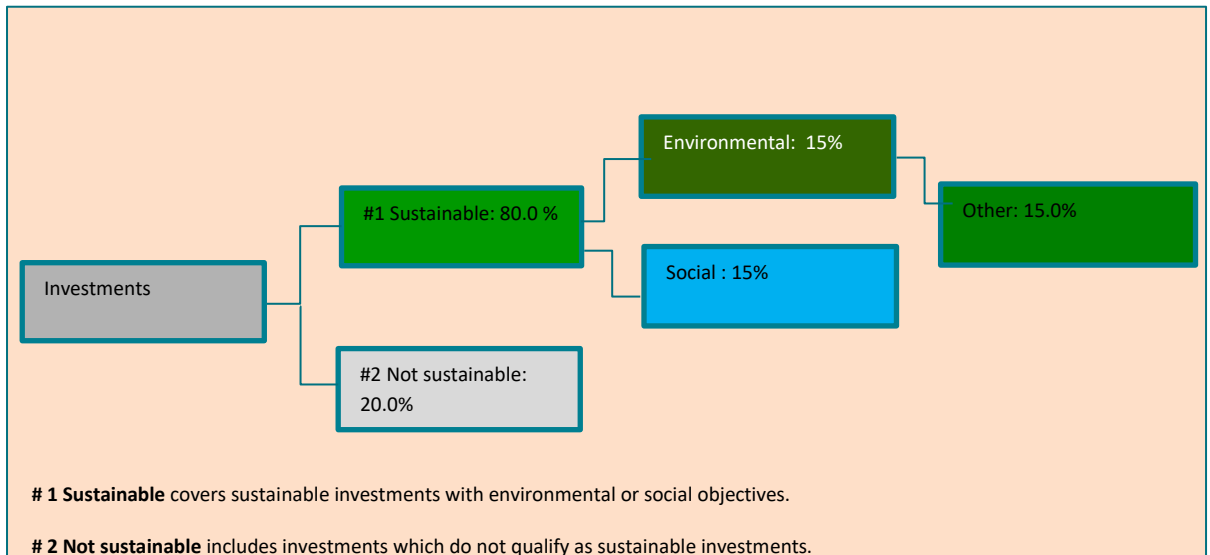 Environmental:  15%
#1 Sustainable: 80.0 %
Other: 15.0%
Social : 15%
Investments
#2 Not sustainable:
20.0%
# 1 Sustainable covers sustainable investments with environmental or social objectives.
# 2 Not sustainable includes investments which do not qualify as sustainable investments.